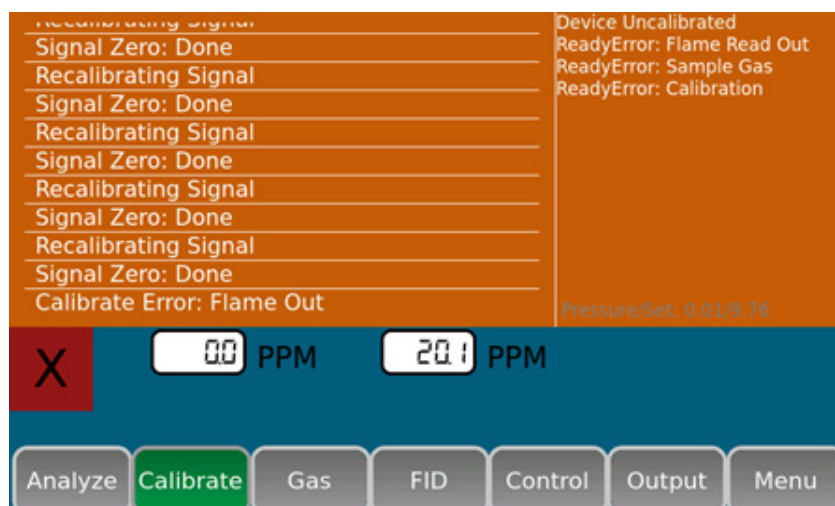 Recalibrating Signal
Signal Zero: Done
Recalibrating Signal
Signal Zero: Done
Recalibrating Signal
Signal Zero: Done
Recalibrating Signal
Signal Zero: Done
Recalibrating Signal
Signal Zero: Done
Calibrate Error: Flame Out
Device Uncalibrated
ReadyError: Flame Read Out
ReadyError: Sample Gas
ReadyError: Calibration
Pressure/Set: 0.01/9.76
X
0.0 PPM
20.1 PPM
Analyze
Calibrate
Gas
FID
Control
Output
Menu